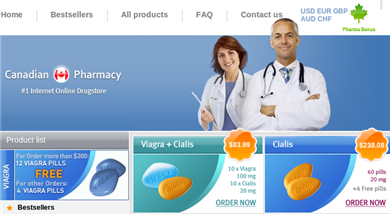 Home Bestsellers All products FAQ Contact us
USD EUR GBP
AUD CHF
Pharma Bonus
Canadian Pharmacy
#1 Internet Online Drugstore
Product list
VIAGRA
For Order more than $300:
12 VIAGRA PILLS
FREE
For other Orders:
4 VIAGRA PILLS
Bestsellers
Viagra + Cialis
$83.99
10 x Viagra
100 mg
10 x Cialis
20 mg
ORDER NOW
Cialis
$238.08
60 pills
20 mg
+4 Free pills
ORDER NOW